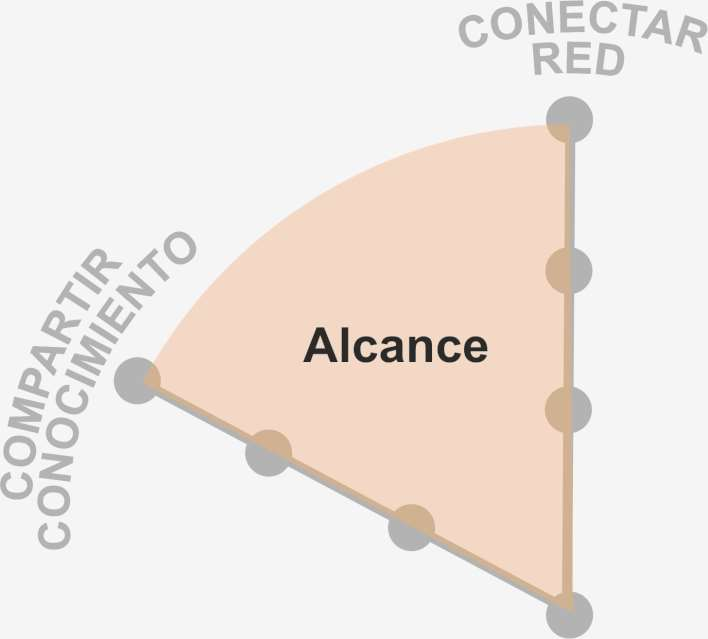 CONECTAR
RED
COMPARTIR
CONOCIMIENTO
Alcance